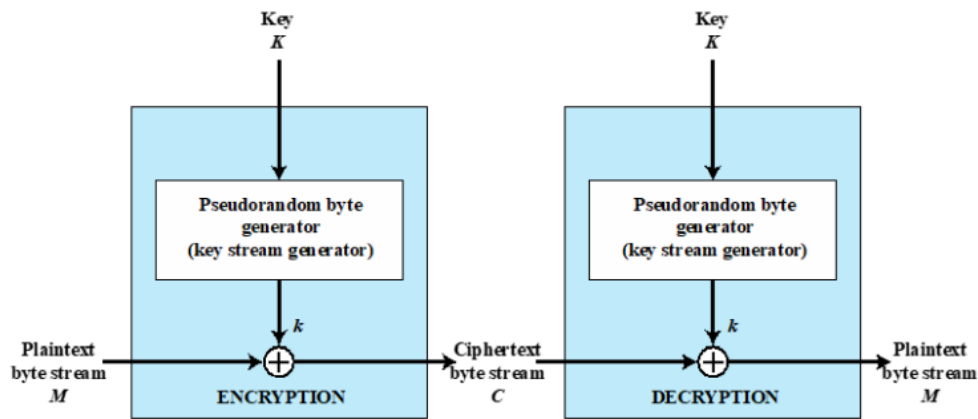 Key
K
Key
K
Pseudorandom byte
generator
(key stream generator)
Pseudorandom byte
generator
(key stream generator)
k
k
Plaintext
byte stream
M
ENCRYPTION
Ciphertext
byte stream
C
DECRYPTION
Plaintext
byte stream
M